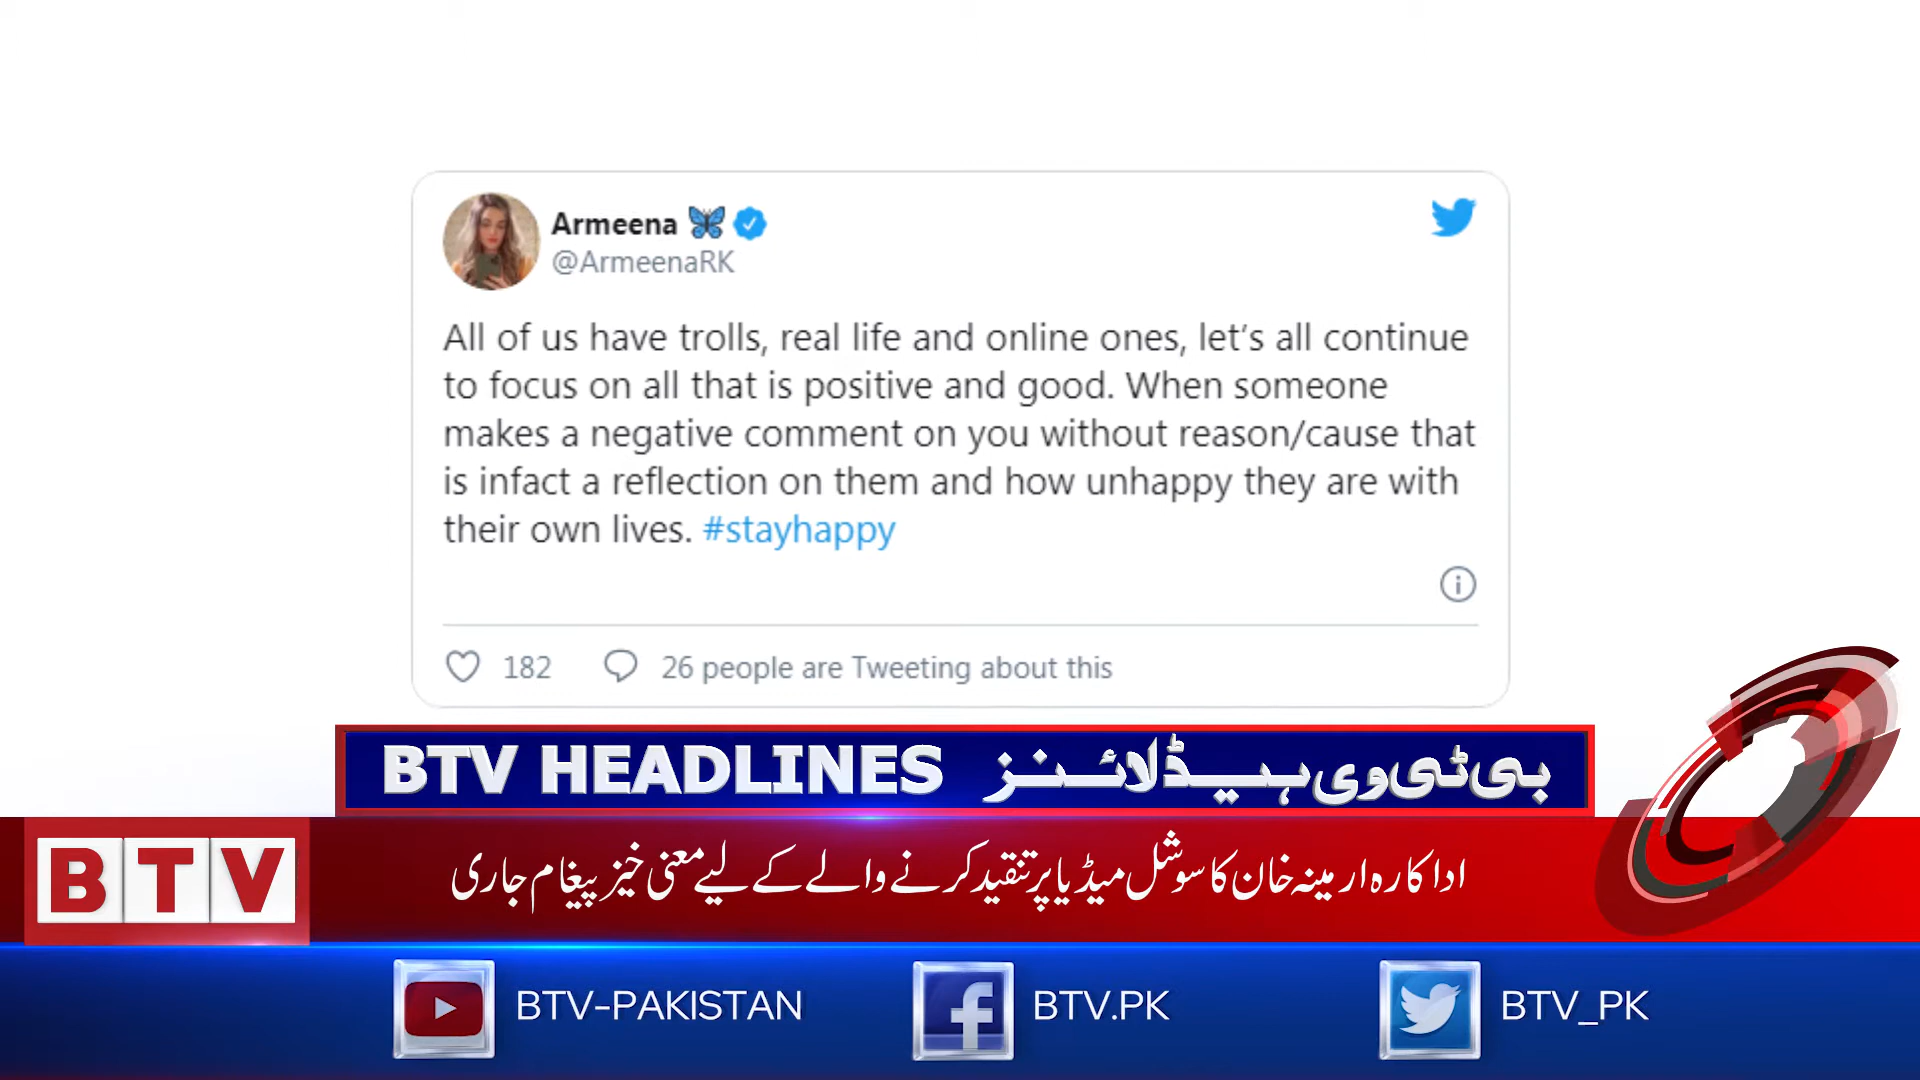 Armeena 🦋
@ArmeenaRK
All of us have trolls, real life and online ones, let's all continue
to focus on all that is positive and good. When someone
makes a negative comment on you without reason/cause that
is infact a reflection on them and how unhappy they are with
their own lives. #stayhappy
182 26 people are Tweeting about this
BTV HEADLINES بی ٹی وی ہیڈلائنز
اداکارہ ارمینہ خان کا سوشل میڈیا پر تنقید کرنے والے کے لیے معنی خیز پیغام جاری
BTV
BTV-PAKISTAN BTV.PK BTV_PK